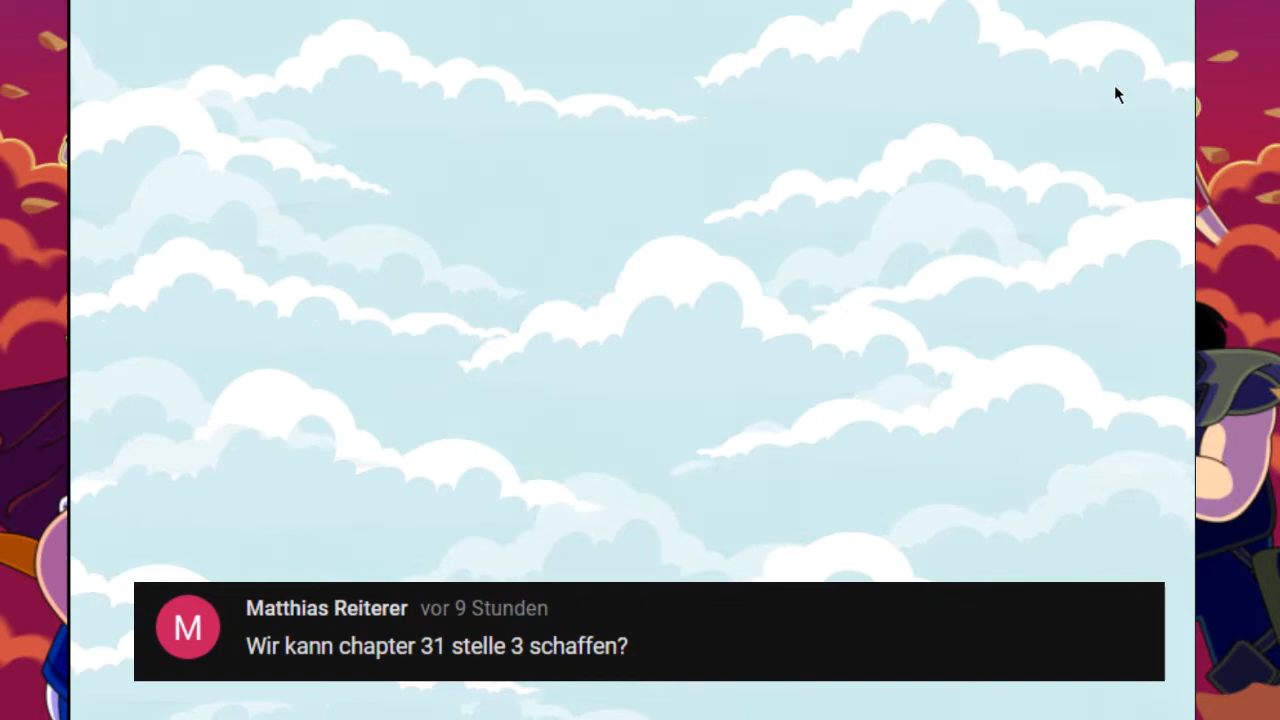 M
Matthias Reiterer vor 9 Stunden
Wir kann chapter 31 stelle 3 schaffen?